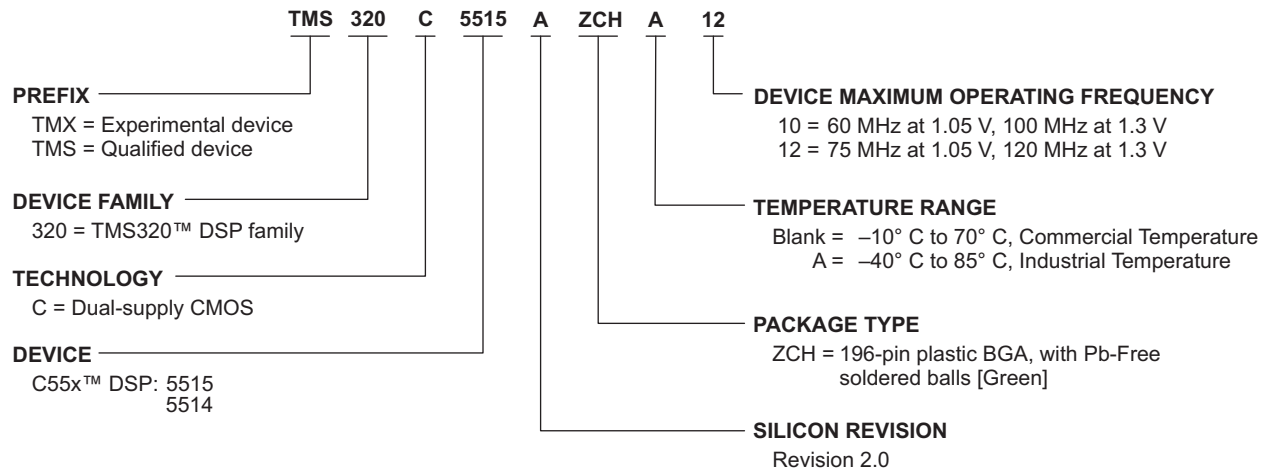 TMS 320 C 5515 A ZCH A 12
PREFIX
TMX = Experimental device
TMS = Qualified device
DEVICE FAMILY
320 = TMS320™ DSP family
TECHNOLOGY
C = Dual-supply CMOS
DEVICE
C55x™ DSP: 5515
5514
DEVICE MAXIMUM OPERATING FREQUENCY
10 = 60 MHz at 1.05 V, 100 MHz at 1.3 V
12 = 75 MHz at 1.05 V, 120 MHz at 1.3 V
TEMPERATURE RANGE
Blank = –10° C to 70° C, Commercial Temperature
A = –40° C to 85° C, Industrial Temperature
PACKAGE TYPE
ZCH = 196-pin plastic BGA, with Pb-Free
soldered balls [Green]
SILICON REVISION
Revision 2.0